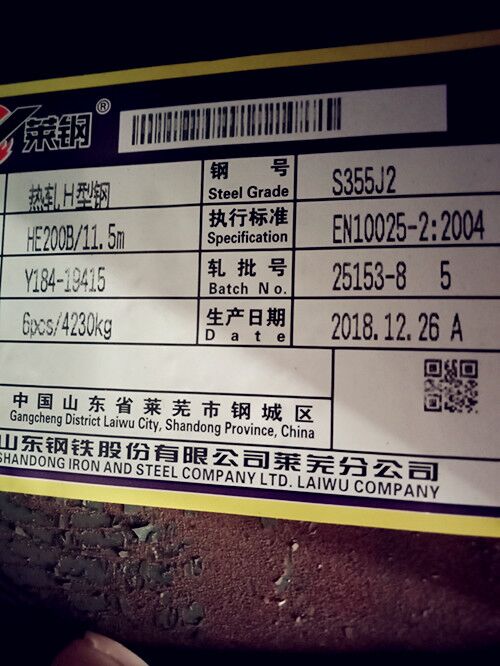 莱钢®
热轧H型钢 钢号 Steel Grade S355J2
HE200B/11.5m 执行标准 Specification EN10025-2:2004
Y184-19415 轧批号 Batch No. 25153-8 5
6pcs/4230kg 生产日期 Date 2018.12.26 A
中国山东省莱芜市钢城区
Gangcheng District Laiwu City, Shandong Province, China
山东钢铁股份有限公司莱芜分公司
SHANDONG IRON AND STEEL COMPANY LTD. LAIWU COMPANY